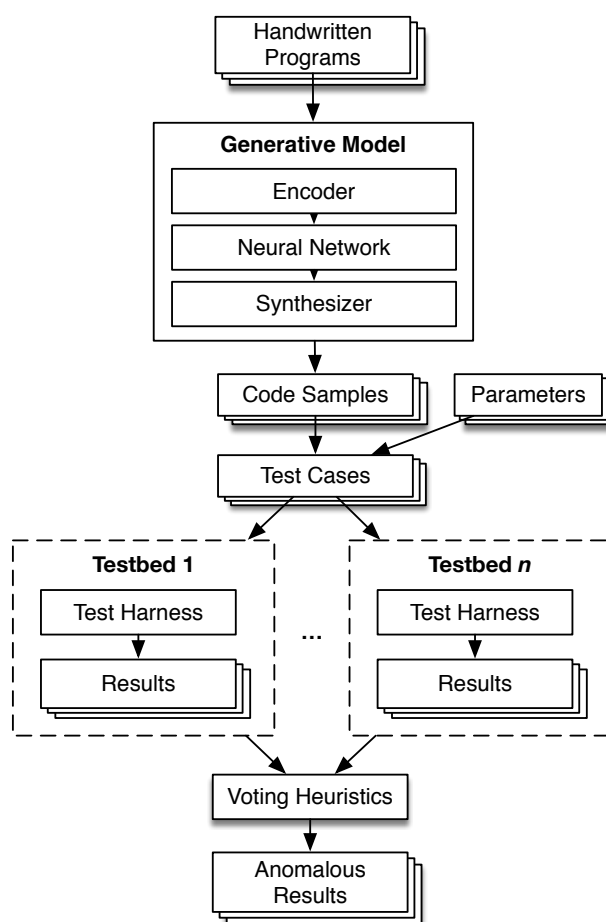 Handwritten
Programs
Generative Model
Encoder
Neural Network
Synthesizer
Code Samples
Parameters
Test Cases
Testbed 1
Test Harness
Results
...
Testbed n
Test Harness
Results
Voting Heuristics
Anomalous
Results